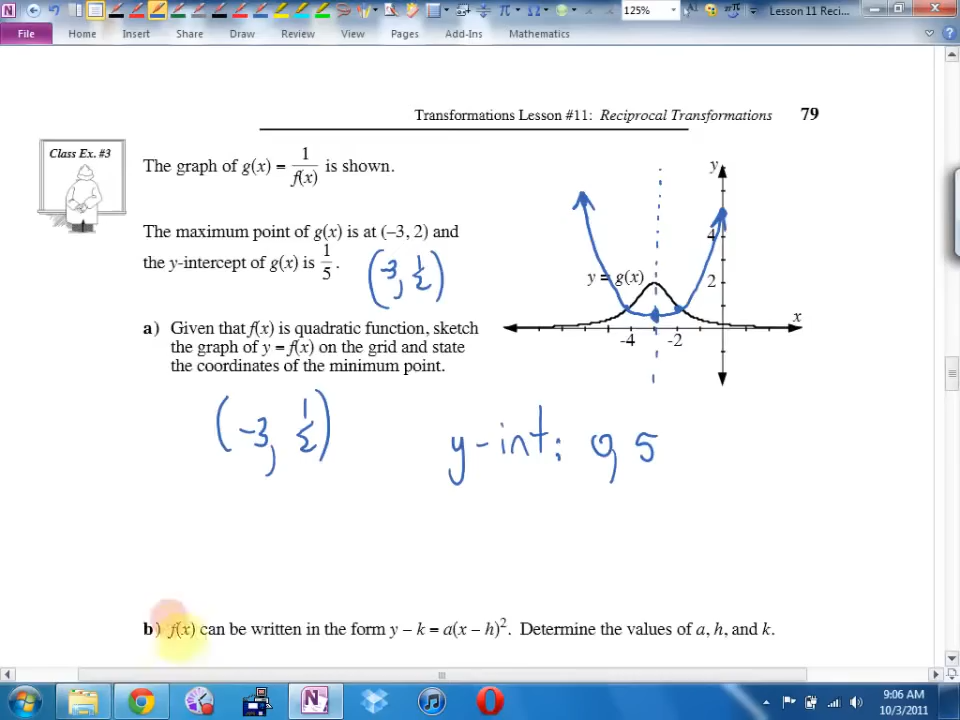 125%
Lesson 11 Reci...
File Home Insert Share Draw Review View Pages Add-Ins Mathematics
Transformations Lesson #11: Reciprocal Transformations 79
Class Ex. #3
The graph of g(x) = 1/f(x) is shown.
The maximum point of g(x) is at (–3, 2) and
the y-intercept of g(x) is 1/5.
(-3, 1/2)
y
4
y = g(x)
2
x
-4 -2
a) Given that f(x) is quadratic function, sketch
the graph of y = f(x) on the grid and state
the coordinates of the minimum point.
(-3, 1/2)
y-int: 0, 5
b) f(x) can be written in the form y – k = a(x – h)². Determine the values of a, h, and k.
9:06 AM
10/3/2011